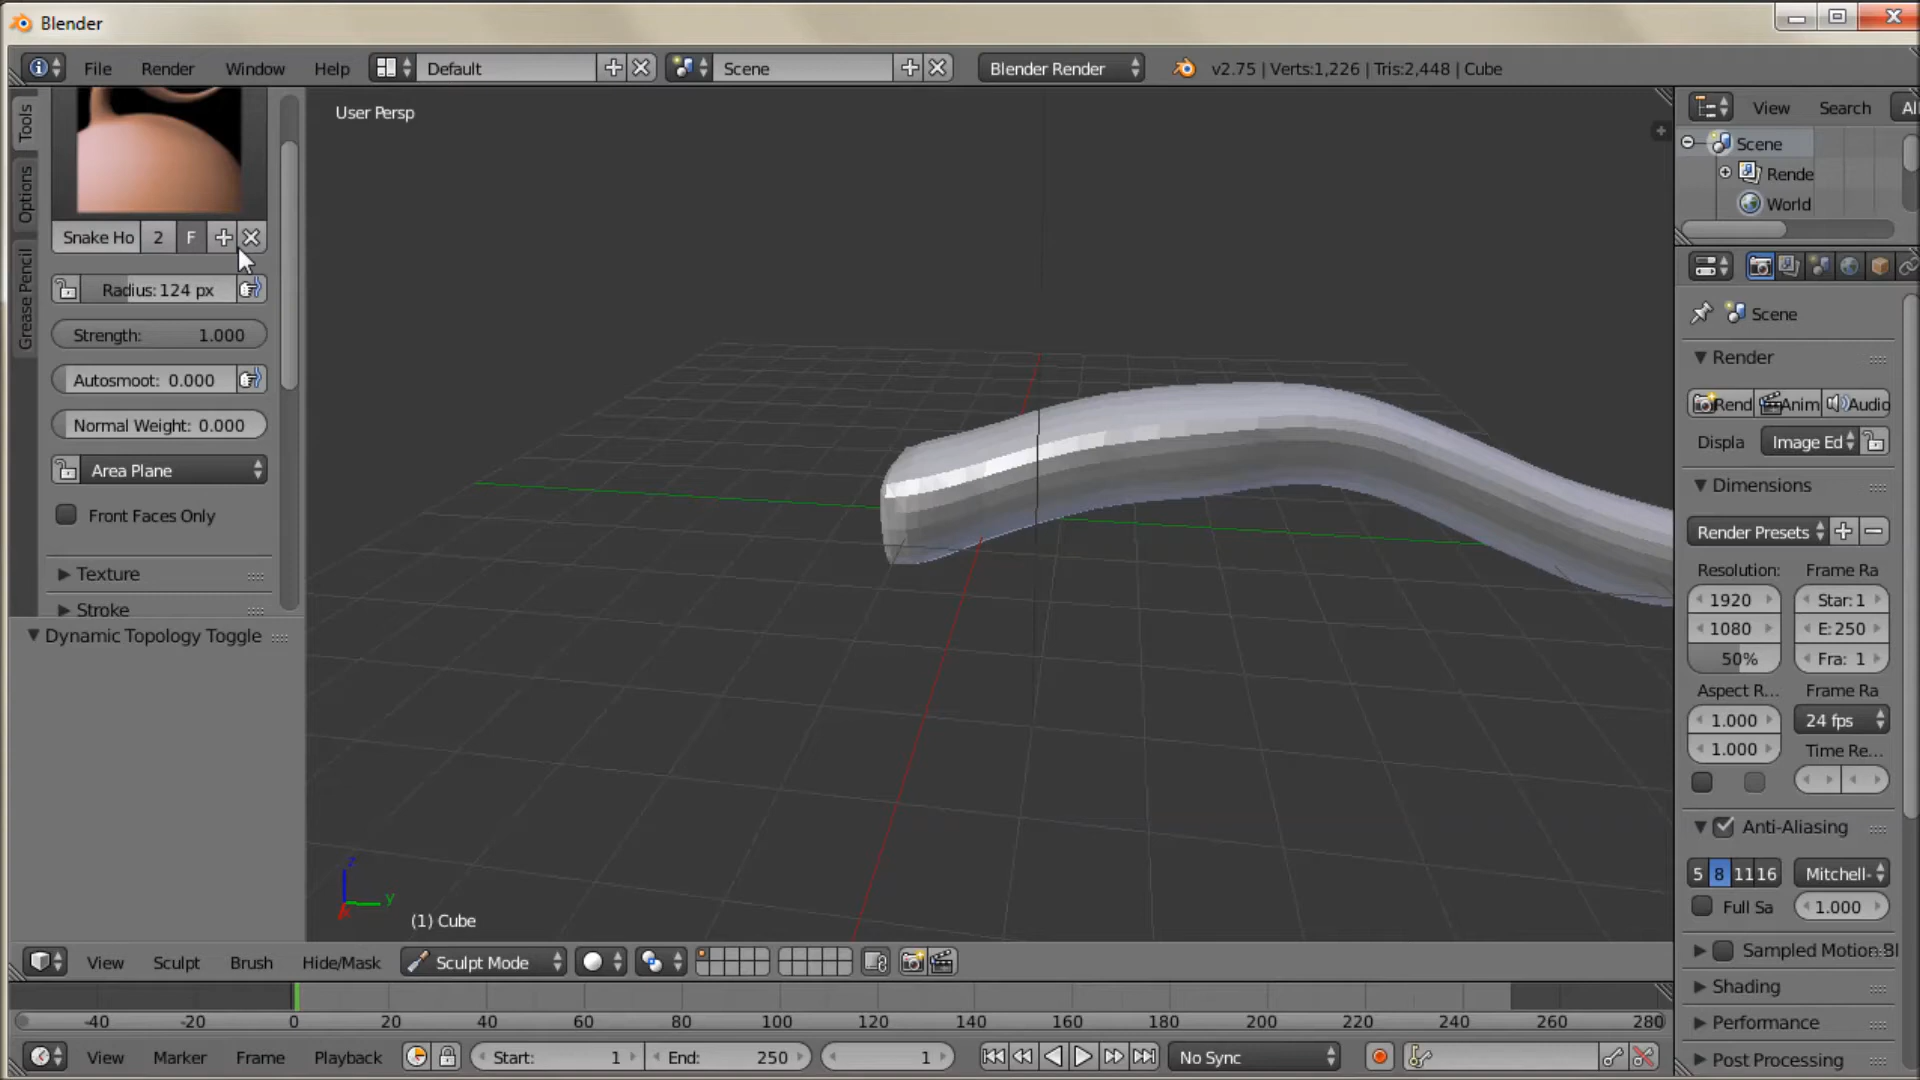 Blender
File Render Window Help Default Scene Blender Render v2.75 | Verts:1,226 | Tris:2,448 | Cube
Tools
Options
Grease Pencil
Snake Ho 2 F
Radius: 124 px
Strength: 1.000
Autosmoot: 0.000
Normal Weight: 0.000
Area Plane
Front Faces Only
Texture
Stroke
Dynamic Topology Toggle
User Persp
z
y
x
(1) Cube
View Search Al
Scene
Rende
World
Scene
Render
Rend Anim Audio
Displa Image Ed
Dimensions
Render Presets
Resolution: Frame Ra
1920 Star: 1
1080 E: 250
50% Fra: 1
Aspect R... Frame Ra
1.000 24 fps
1.000 Time Re...
Anti-Aliasing
5 8 11 16 Mitchell-
Full Sa 1.000
Sampled Motion Bl
Shading
Performance
Post Processing
View Sculpt Brush Hide/Mask Sculpt Mode
-40 -20 0 20 40 60 80 100 120 140 160 180 200 220 240 260 280
View Marker Frame Playback Start: 1 End: 250 1 No Sync